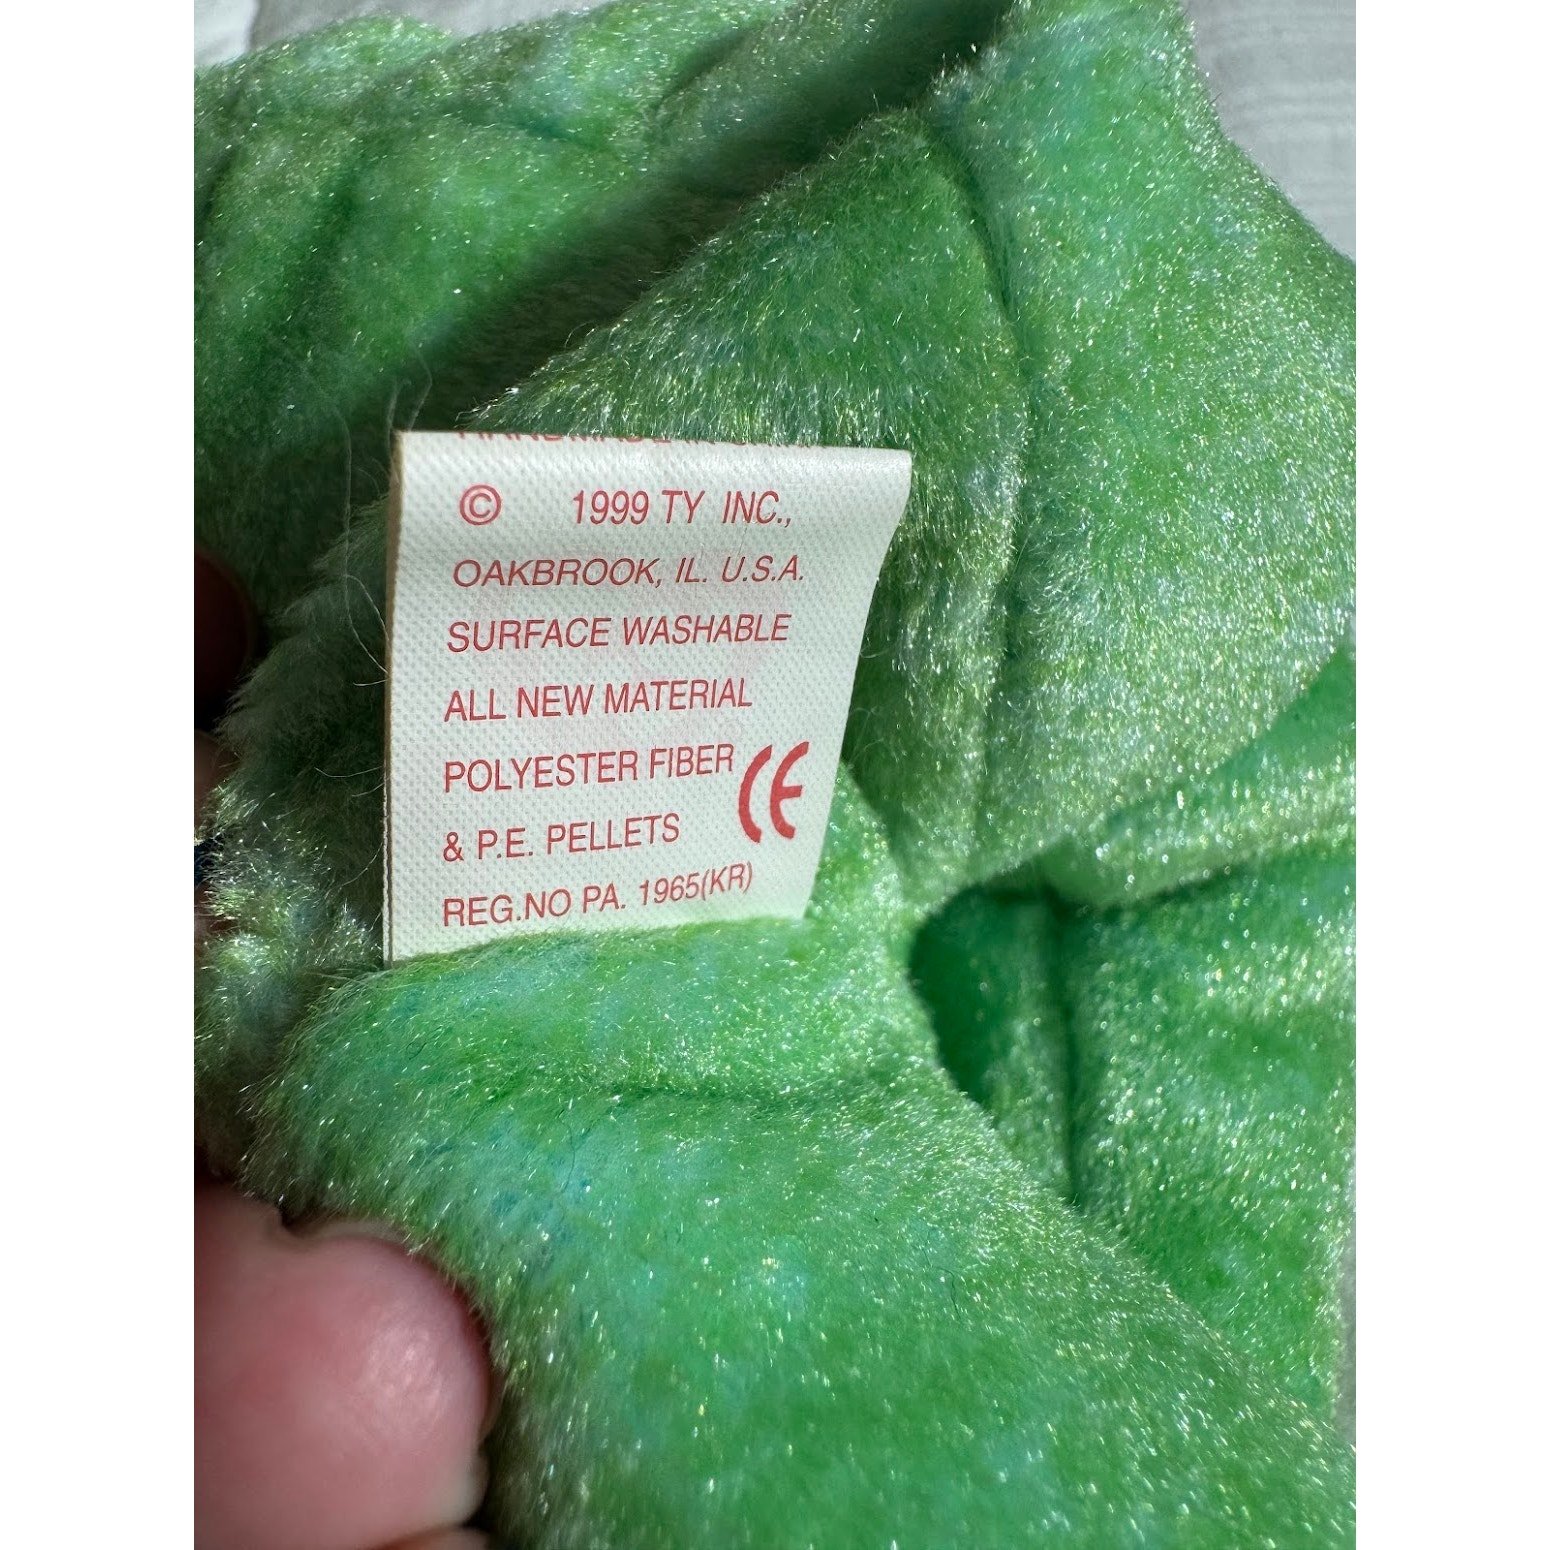 © 1999 TY INC.,
OAKBROOK, IL. U.S.A.
SURFACE WASHABLE
ALL NEW MATERIAL
POLYESTER FIBER
& P.E. PELLETS CE
REG.NO PA. 1965(KR)